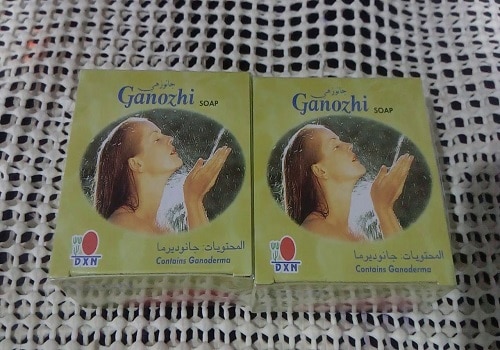 جانوزهي
Ganozhi SOAP
المحتويات: جانوديرما
Contains Ganoderma
DXN
جانوزهي
Ganozhi SOAP
المحتويات: جانوديرما
Contains Ganoderma
DXN